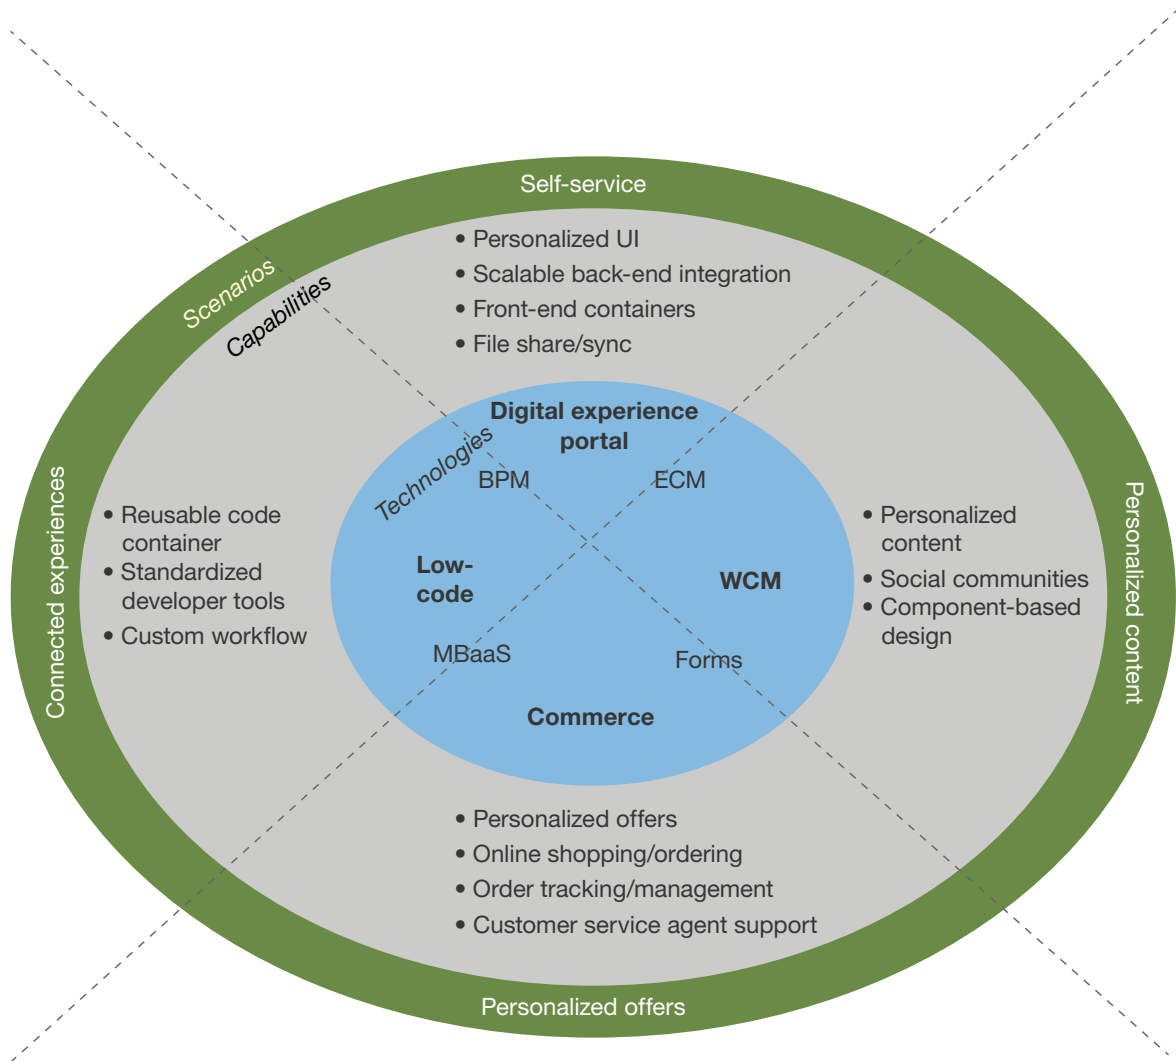 Self-service
Scenarios
Capabilities
• Personalized UI
• Scalable back-end integration
• Front-end containers
• File share/sync
Technologies
Digital experience
portal
BPM
ECM
Connected experiences
• Reusable code
container
• Standardized
developer tools
• Custom workflow
Low-
code
WCM
• Personalized
content
• Social communities
• Component-based
design
Personalized content
MBaaS
Forms
Commerce
• Personalized offers
• Online shopping/ordering
• Order tracking/management
• Customer service agent support
Personalized offers